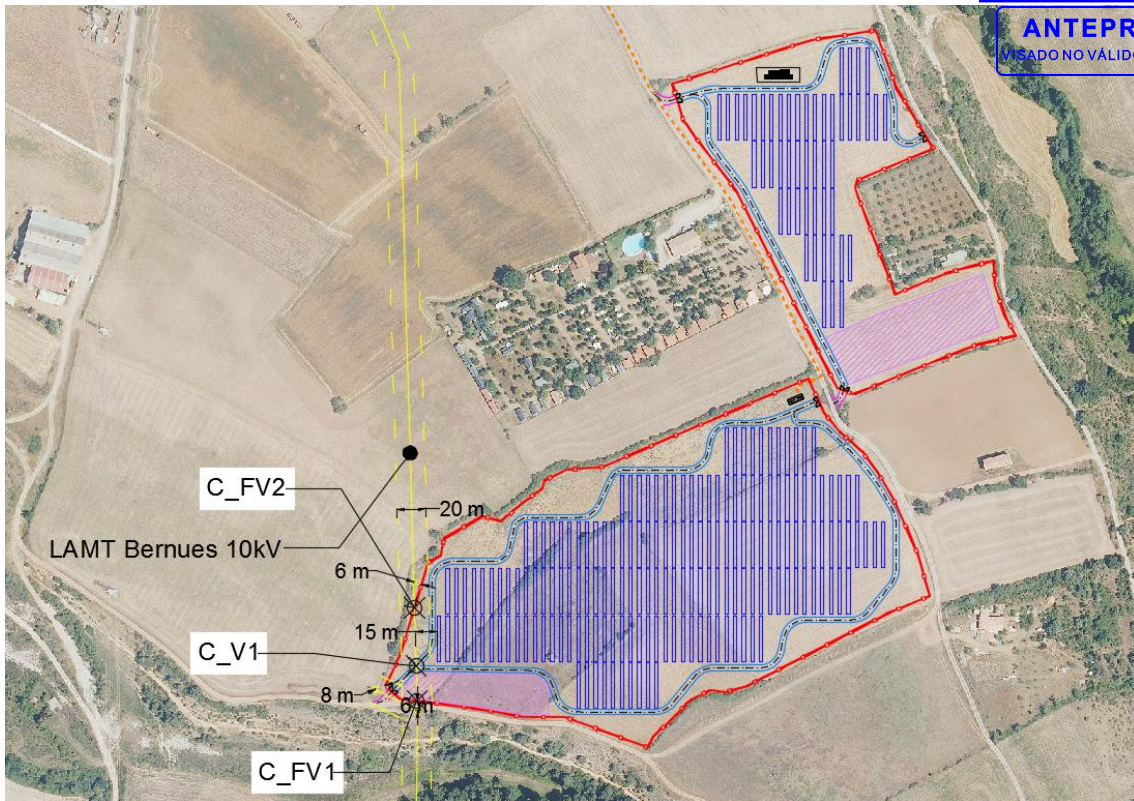 ANTEPR
VISADO NO VÁLIDO
C_FV2
20 m
LAMT Bernues 10kV
6 m
15 m
C_V1
8 m
6 m
C_FV1